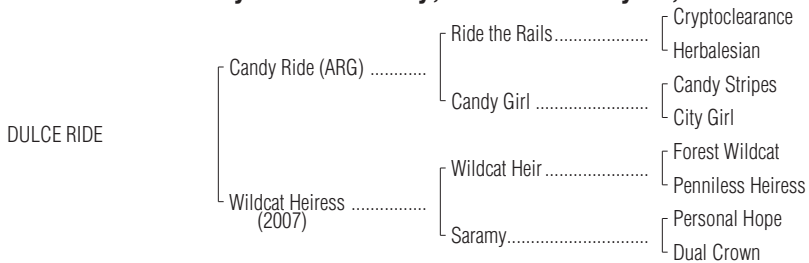 Cryptoclearance
Ride the Rails....................
Herbalesian
Candy Ride (ARG) ............
Candy Stripes
Candy Girl ........................
City Girl
DULCE RIDE
Forest Wildcat
Wildcat Heir ......................
Penniless Heiress
Wildcat Heiress ................
(2007)
Personal Hope
Saramy..............................
Dual Crown